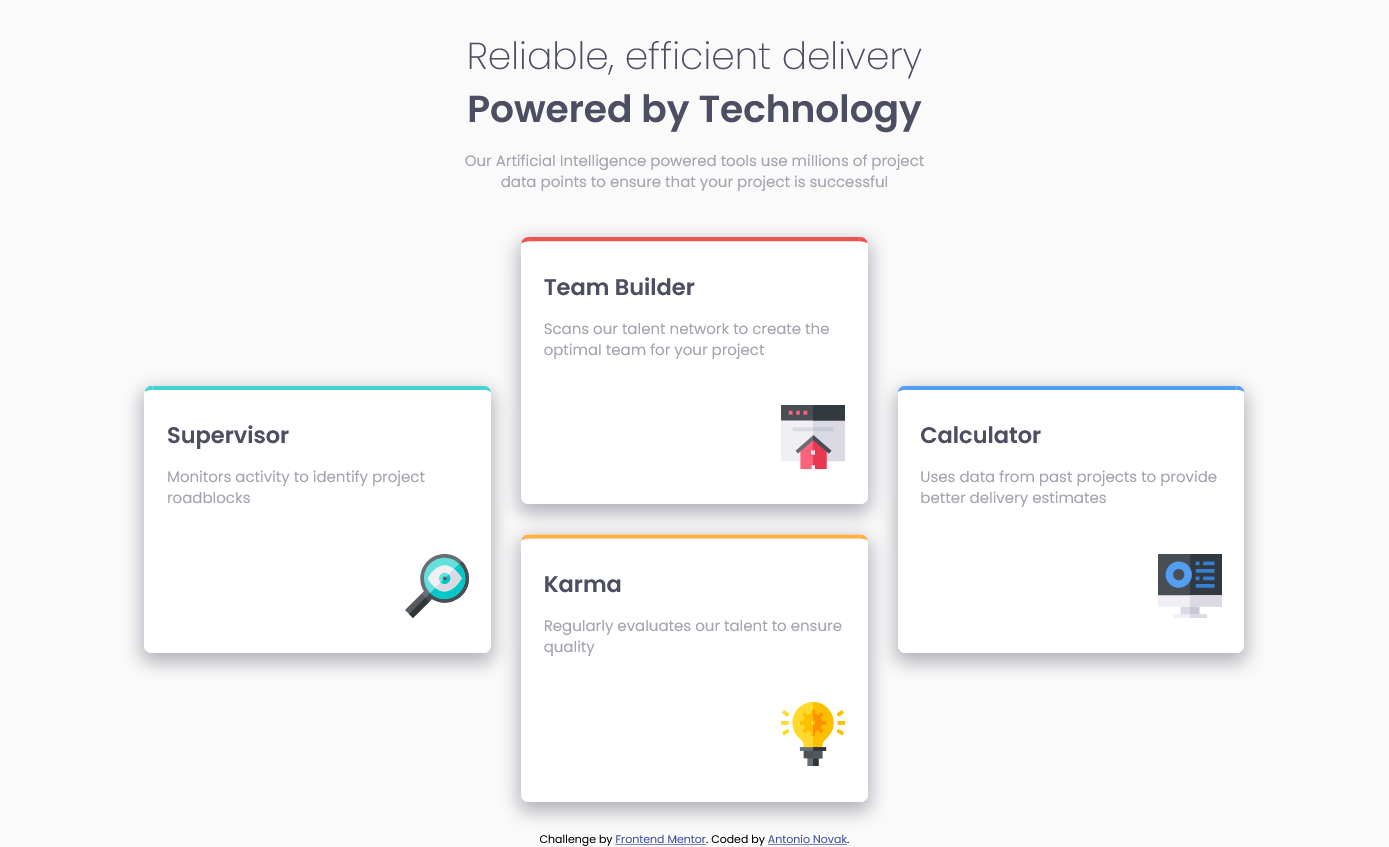 Reliable, efficient delivery
Powered by Technology
Our Artificial Intelligence powered tools use millions of project
data points to ensure that your project is successful
Team Builder
Scans our talent network to create the
optimal team for your project
Supervisor
Monitors activity to identify project
roadblocks
Calculator
Uses data from past projects to provide
better delivery estimates
Karma
Regularly evaluates our talent to ensure
quality
Challenge by Frontend Mentor. Coded by Antonio Novak.